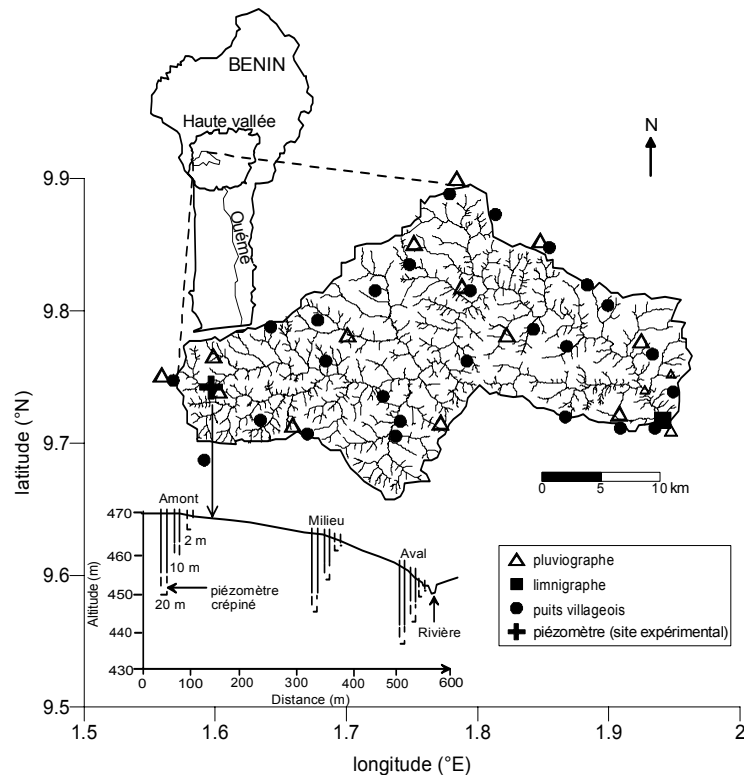 BENIN
Haute vallée
Ouémé
N
9.9
9.8
9.7
9.6
9.5
latitude (°N)
0 5 10 km
Amont
Milieu
Aval
2 m
10 m
20 m
piézomètre
crépiné
Rivière
470
460
450
440
430
Altitude (m)
0 100 200 300 400 500 600
Distance (m)
pluviographe
limnigraphe
puits villageois
piézomètre (site expérimental)
1.5 1.6 1.7 1.8 1.9 2
longitude (°E)